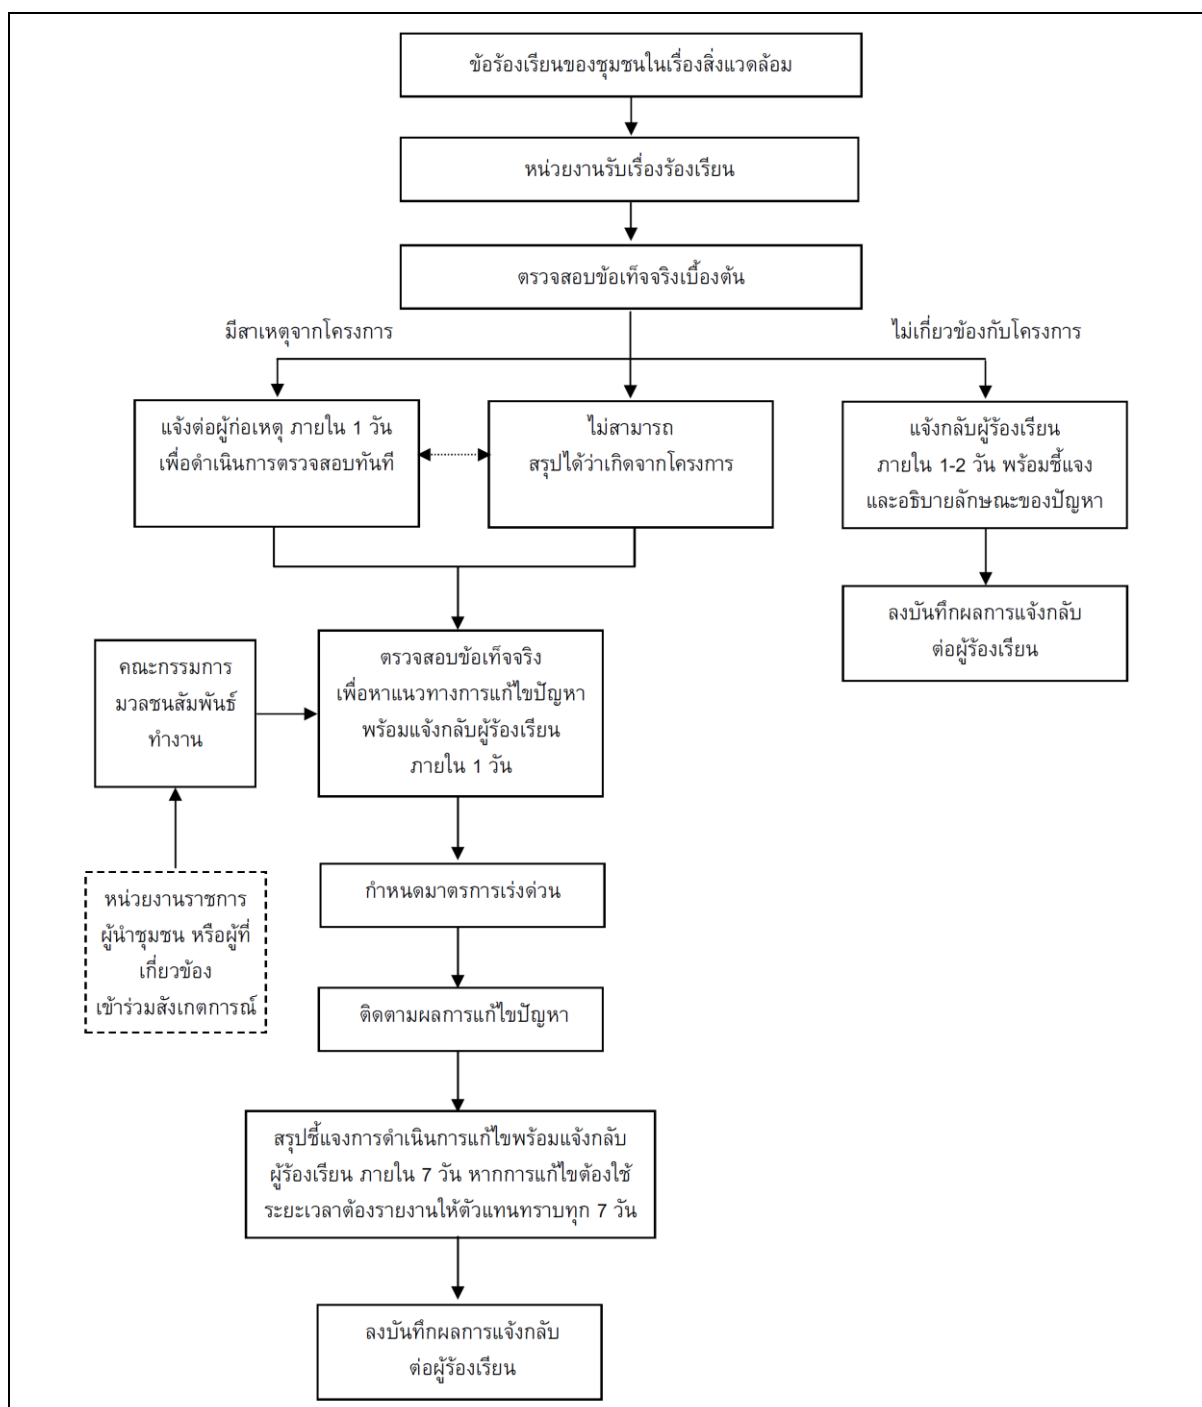 ข้อร้องเรียนของชุมชนในเรื่องสิ่งแวดล้อม
หน่วยงานรับเรื่องร้องเรียน
ตรวจสอบข้อเท็จจริงเบื้องต้น
มีสาเหตุจากโครงการ
ไม่เกี่ยวข้องกับโครงการ
แจ้งต่อผู้ก่อเหตุ ภายใน 1 วัน
เพื่อดำเนินการตรวจสอบทันที
ไม่สามารถ
สรุปได้ว่าเกิดจากโครงการ
แจ้งกลับผู้ร้องเรียน
ภายใน 1-2 วัน พร้อมชี้แจง
และอธิบายลักษณะของปัญหา
ลงบันทึกผลการแจ้งกลับ
ต่อผู้ร้องเรียน
คณะกรรมการ
มวลชนสัมพันธ์
ทำงาน
ตรวจสอบข้อเท็จจริง
เพื่อหาแนวทางการแก้ไขปัญหา
พร้อมแจ้งกลับผู้ร้องเรียน
ภายใน 1 วัน
หน่วยงานราชการ
ผู้นำชุมชน หรือผู้ที่
เกี่ยวข้อง
เข้าร่วมสังเกตการณ์
กำหนดมาตรการเร่งด่วน
ติดตามผลการแก้ไขปัญหา
สรุปชี้แจงการดำเนินการแก้ไขพร้อมแจ้งกลับ
ผู้ร้องเรียน ภายใน 7 วัน หากการแก้ไขต้องใช้
ระยะเวลาต้องรายงานให้ตัวแทนทราบทุก 7 วัน
ลงบันทึกผลการแจ้งกลับ
ต่อผู้ร้องเรียน